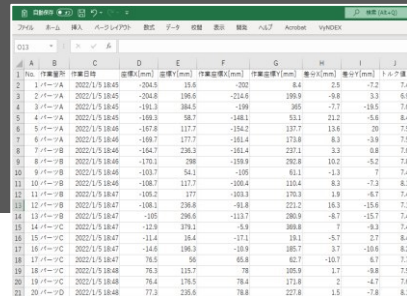 自動保存 検索 (Alt+Q)
ファイル ホーム 挿入 ページレイアウト 数式 データ 校閲 表示 開発 ヘルプ Acrobat VyNDEX
O13 fx
A B C D E F G H I J
1 No. 作業箇所 作業日時 座標X[mm] 座標Y[mm] 作業座標X[mm] 作業座標Y[mm] 差分X[mm] 差分Y[mm] トルク値
2 1 パーツA 2022/1/5 18:45 -204.5 15.6 -202 8.4 2.5 -7.2
3 2 パーツA 2022/1/5 18:45 -204.8 196.6 -214.6 199.9 -9.8 3.3
4 3 パーツA 2022/1/5 18:45 -191.3 384.5 -199 365 -7.7 -19.5
5 4 パーツA 2022/1/5 18:45 -169.3 58.7 -148.1 53.1 21.2 -5.6
6 5 パーツA 2022/1/5 18:45 -167.8 117.7 -154.2 137.7 13.6 20
7 6 パーツA 2022/1/5 18:45 -169.7 177.7 -161.4 173.8 8.3 -3.9
8 7 パーツB 2022/1/5 18:46 -164.7 236.3 -161.4 237.1 3.3 0.8
9 8 パーツB 2022/1/5 18:46 -170.1 298 -159.9 292.8 10.2 -5.2
10 9 パーツB 2022/1/5 18:46 -103.7 54.1 -105 61.1 -1.3 7
11 10 パーツB 2022/1/5 18:46 -108.7 117.7 -100.4 110.4 8.3 -7.3
12 11 パーツB 2022/1/5 18:47 -105.2 177 -103.3 170.3 1.9 -6.7
13 12 パーツB 2022/1/5 18:47 -108.1 236.8 -91.8 221.2 16.3 -15.6
14 13 パーツB 2022/1/5 18:47 -105 296.6 -113.7 280.9 -8.7 -15.7
15 14 パーツC 2022/1/5 18:47 -12.9 379.1 -5.9 369.8 7 -9.3
16 15 パーツC 2022/1/5 18:47 -11.4 16.4 -17.1 19.1 -5.7 2.7
17 16 パーツC 2022/1/5 18:47 -14.6 196.3 -10.9 185.7 3.7 -10.6
18 17 パーツC 2022/1/5 18:47 76.5 56 65.8 62.7 -10.7 6.7
19 18 パーツC 2022/1/5 18:48 76.3 115.7 78 105.9 1.7 -9.8
20 19 パーツC 2022/1/5 18:48 76.4 176.5 78.4 171.8 2 -4.7
21 20 パーツD 2022/1/5 18:48 77.3 235.6 78.8 227.8 1.5 -7.8